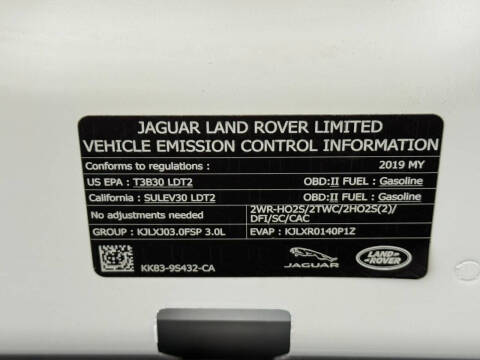 JAGUAR LAND ROVER LIMITED
VEHICLE EMISSION CONTROL INFORMATION
Conforms to regulations : 2019 MY
US EPA : T3B30 LDT2 OBD:II FUEL : Gasoline
California : SULEV30 LDT2 OBD:II FUEL : Gasoline
No adjustments needed 2WR-HO2S/2TWC/2HO2S(2)/
DFI/SC/CAC
GROUP : KJLXJ03.0FSP 3.0L EVAP : KJLXR0140P1Z
KK83-9S432-CA JAGUAR LAND ROVER